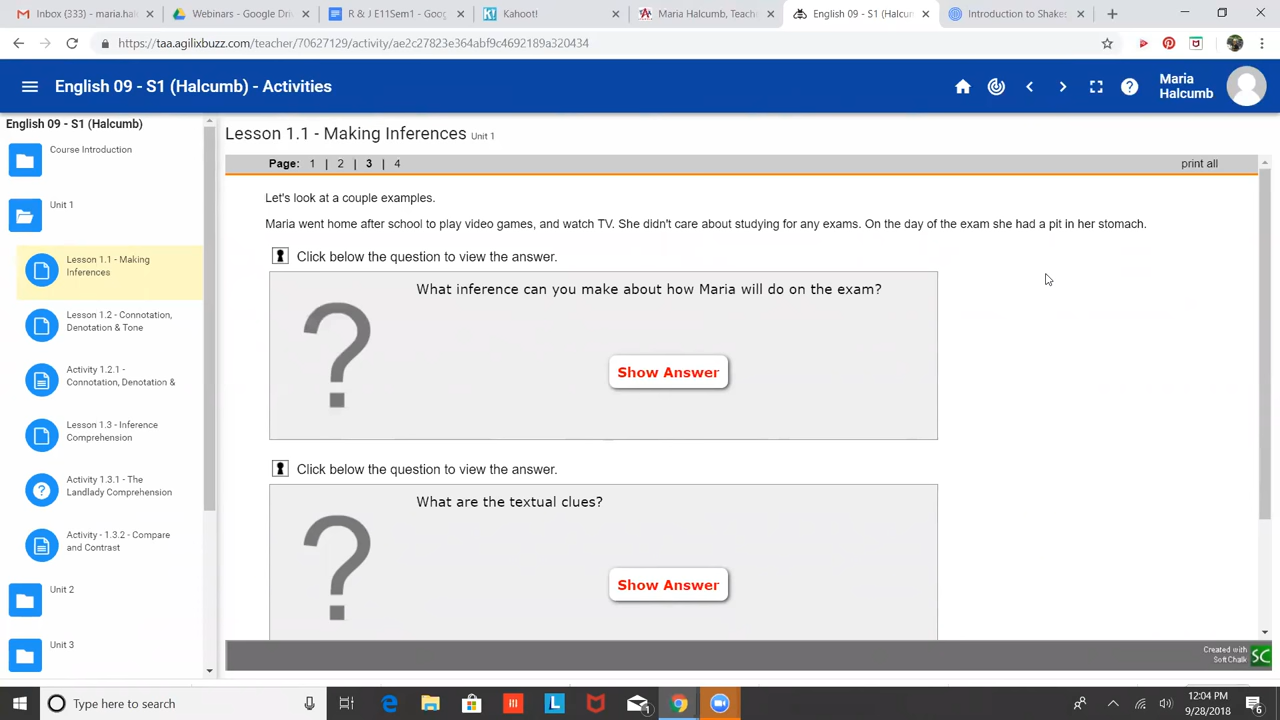 Inbox (333) - maria.hal
Webinars - Google Dri
R & J E11Sem1 - Goog
Kahoot!
Maria Halcumb, Teache
English 09 - S1 (Halcun
Introduction to Shakes
https://taa.agilixbuzz.com/teacher/70627129/activity/ae2c27823e364abf9c4692189a320434
English 09 - S1 (Halcumb) - Activities
Maria
Halcumb
English 09 - S1 (Halcumb)
Course Introduction
Unit 1
Lesson 1.1 - Making
Inferences
Lesson 1.2 - Connotation,
Denotation & Tone
Activity 1.2.1 -
Connotation, Denotation &
Lesson 1.3 - Inference
Comprehension
Activity 1.3.1 - The
Landlady Comprehension
Activity - 1.3.2 - Compare
and Contrast
Unit 2
Unit 3
Lesson 1.1 - Making Inferences Unit 1
Page: 1 | 2 | 3 | 4
print all
Let's look at a couple examples.
Maria went home after school to play video games, and watch TV. She didn't care about studying for any exams. On the day of the exam she had a pit in her stomach.
Click below the question to view the answer.
What inference can you make about how Maria will do on the exam?
?
Show Answer
Click below the question to view the answer.
What are the textual clues?
?
Show Answer
Created with
SoftChalk SC
Type here to search
12:04 PM
9/28/2018